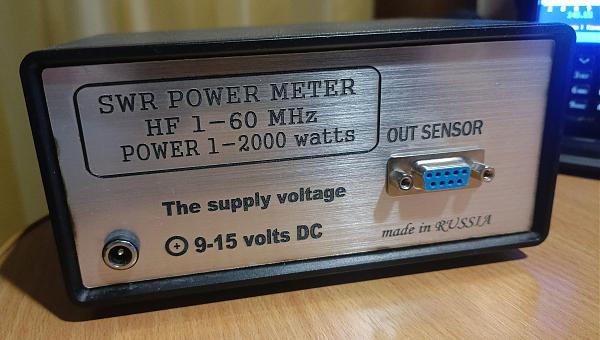 SWR POWER METER
HF 1-60 MHz
POWER 1-2000 watts
OUT SENSOR
The supply voltage
9-15 volts DC
made in RUSSIA